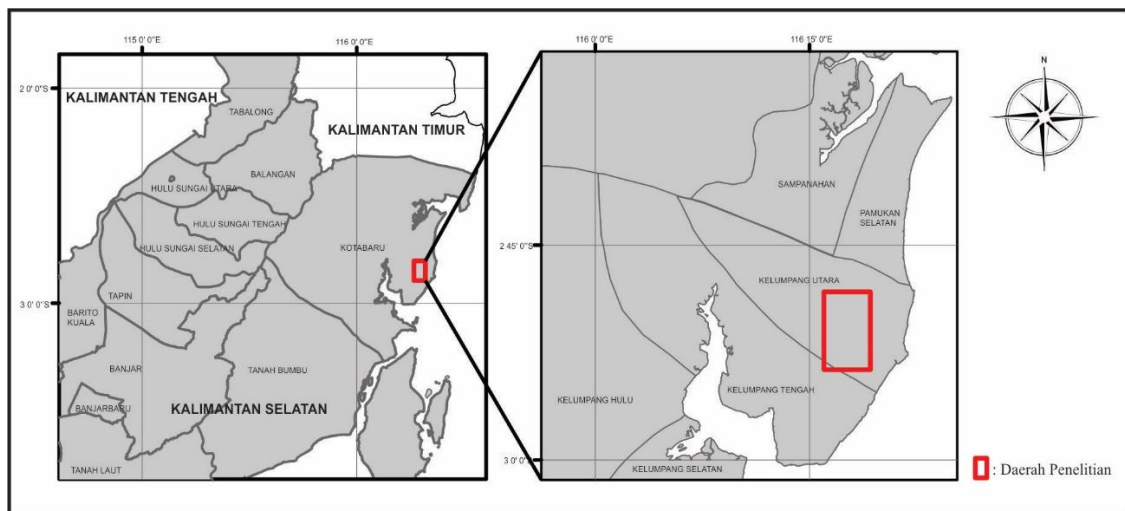 115 0' 0"E
116 0' 0"E
2 0' 0"S
3 0' 0"S
KALIMANTAN TENGAH
KALIMANTAN TIMUR
TABALONG
BALANGAN
HULU SUNGAI UTARA
HULU SUNGAI TENGAH
HULU SUNGAI SELATAN
KOTABARU
TAPIN
BARITO
KUALA
BANJAR
TANAH BUMBU
BANJARBARU
KALIMANTAN SELATAN
TANAH LAUT
116 0' 0"E
116 15' 0"E
2 45' 0"S
3 0' 0"S
SAMPANAHAN
PAMUKAN
SELATAN
KELUMPANG UTARA
KELUMPANG TENGAH
KELUMPANG HULU
KELUMPANG SELATAN
N
: Daerah Penelitian